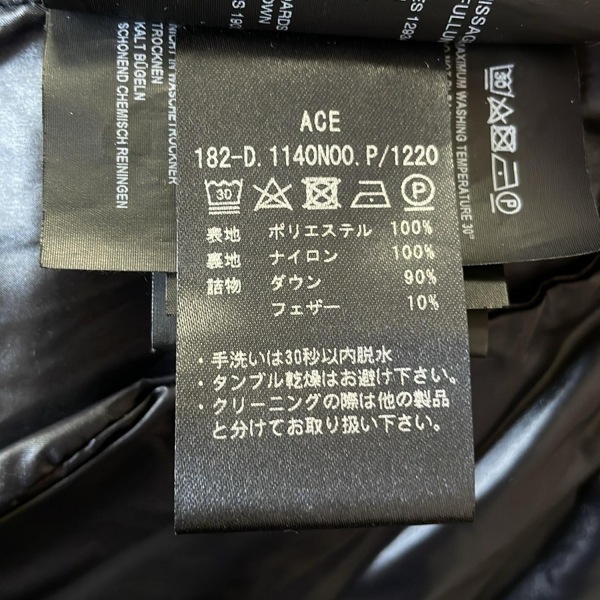 ACE
182-D.1140N00.P/1220
30
P
表地 ポリエステル 100%
裏地 ナイロン 100%
詰物 ダウン 90%
フェザー 10%
・手洗いは30秒以内脱水
・タンブル乾燥はお避け下さい。
・クリーニングの際は他の製品
と分けてお取り扱い下さい。
TROCKNEN
KALT BÜGELN
SCHONEND CHEMISCH REININGEN
MAXIMUM WASHING TEMPERATURE 30°
30
P